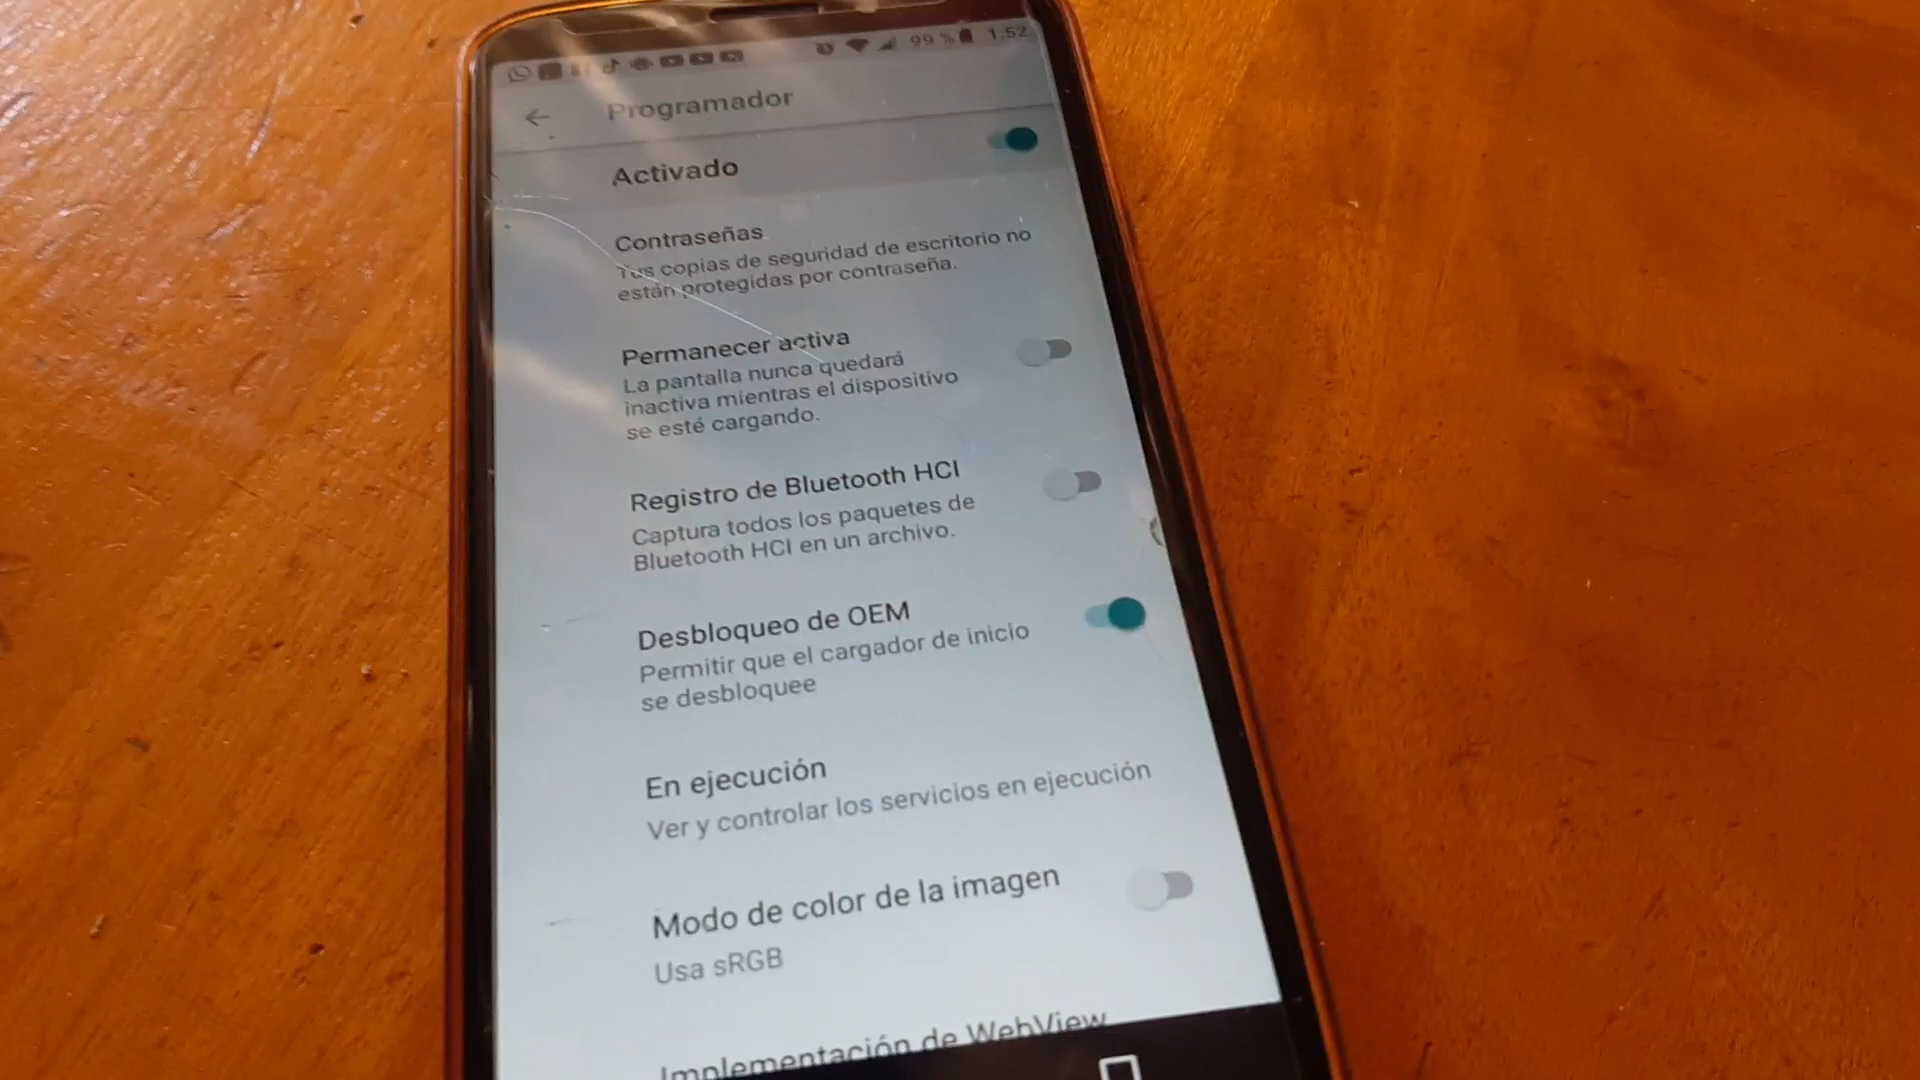 99 % 1:52
Programador
Activado
Contraseñas
Tus copias de seguridad de escritorio no
están protegidas por contraseña.
Permanecer activa
La pantalla nunca quedará
inactiva mientras el dispositivo
se esté cargando.
Registro de Bluetooth HCI
Captura todos los paquetes de
Bluetooth HCI en un archivo.
Desbloqueo de OEM
Permitir que el cargador de inicio
se desbloquee
En ejecución
Ver y controlar los servicios en ejecución
Modo de color de la imagen
Usa sRGB
Implementación de WebView